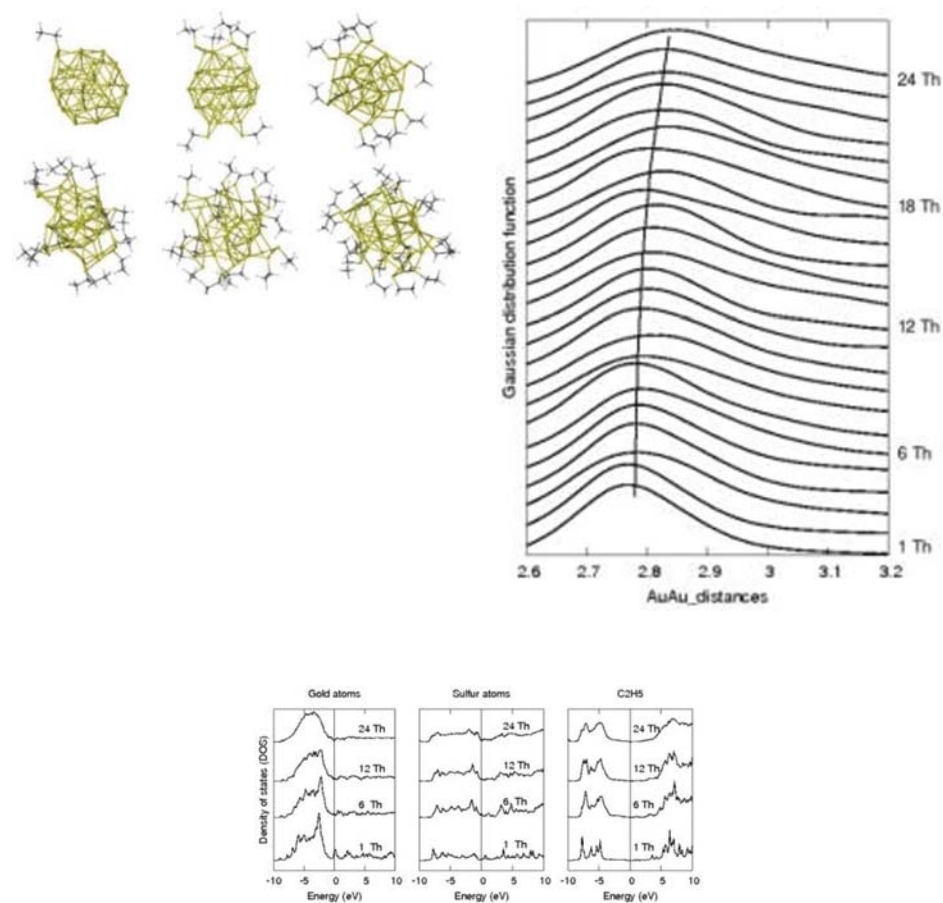 Gaussian distribution function
24 Th
18 Th
12 Th
6 Th
1 Th
2.6 2.7 2.8 2.9 3 3.1 3.2
AuAu_distances
Gold atoms Sulfur atoms C2H5
Density of states (DOS)
24 Th 24 Th 24 Th
12 Th 12 Th 12 Th
6 Th 6 Th 6 Th
1 Th 1 Th 1 Th
-10 -5 0 5 10 -10 -5 0 5 10 -10 -5 0 5 10
Energy (eV) Energy (eV) Energy (eV)